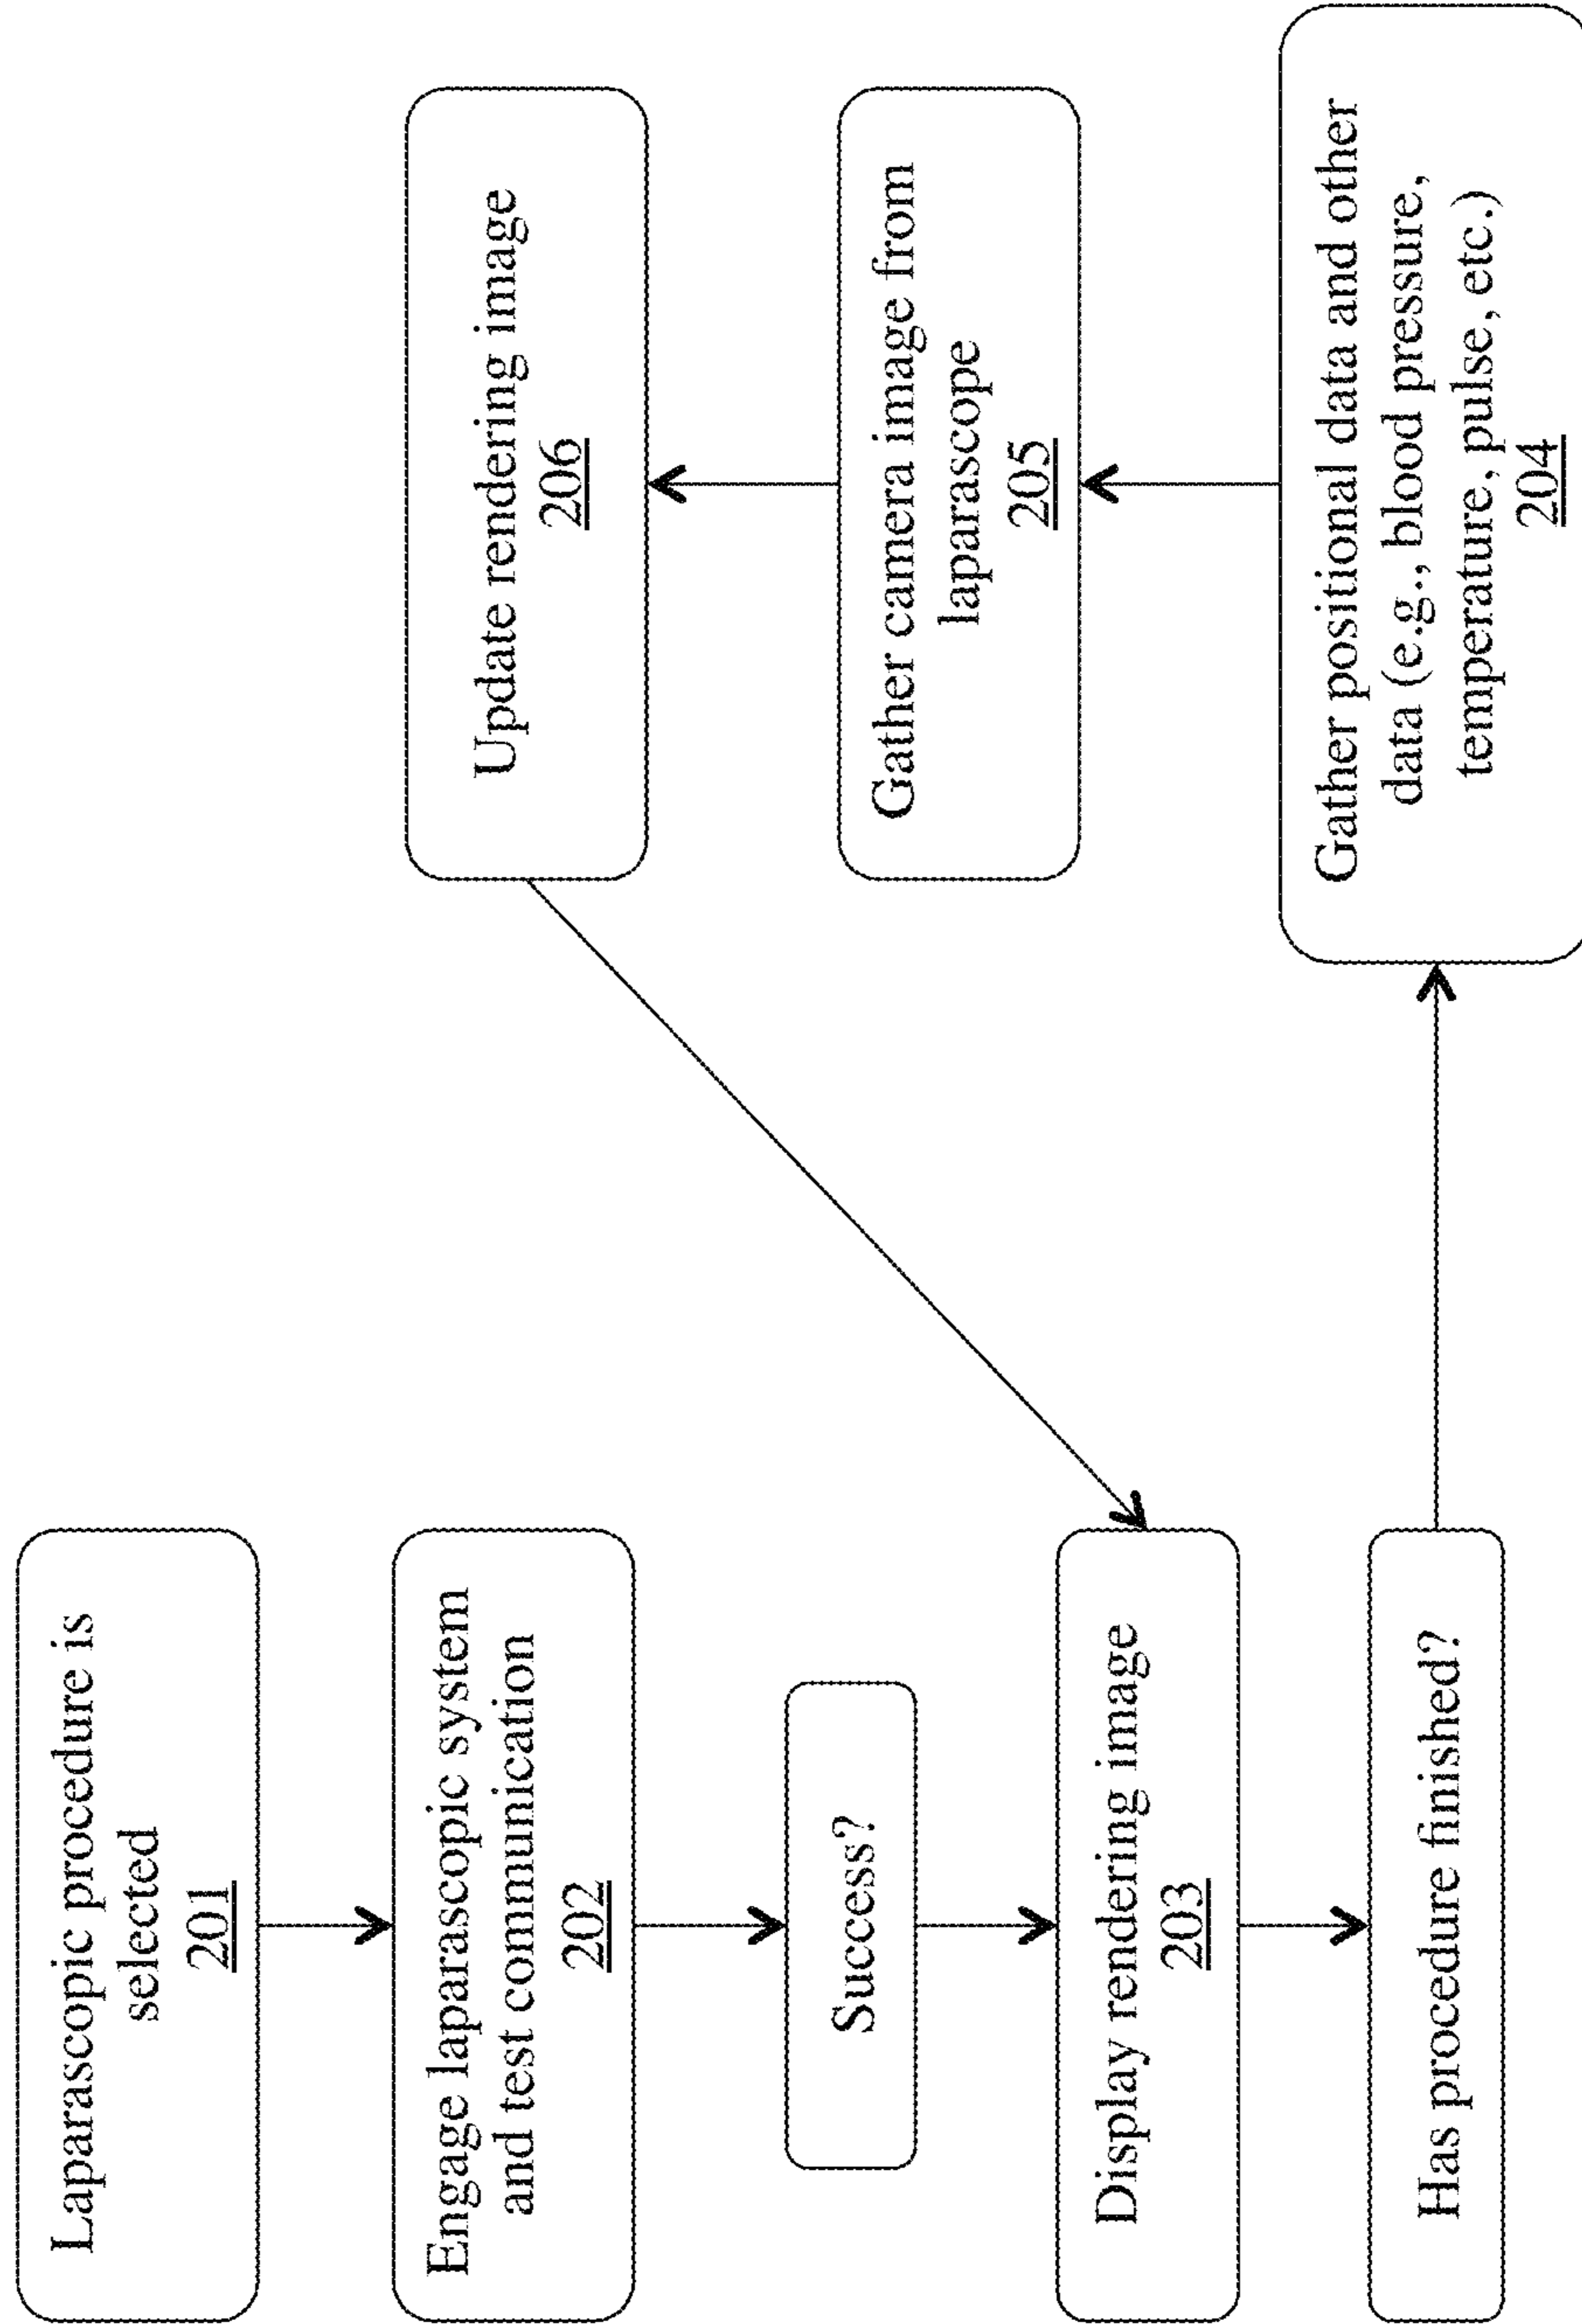 Laparascopic procedure is
selected
201
Engage laparascopic system
and test communication
202
Success?
Display rendering image
203
Has procedure finished?
Gather positional data and other
data (e.g., blood pressure,
temperature, pulse, etc.)
204
Gather camera image from
laparascope
205
Update rendering image
206